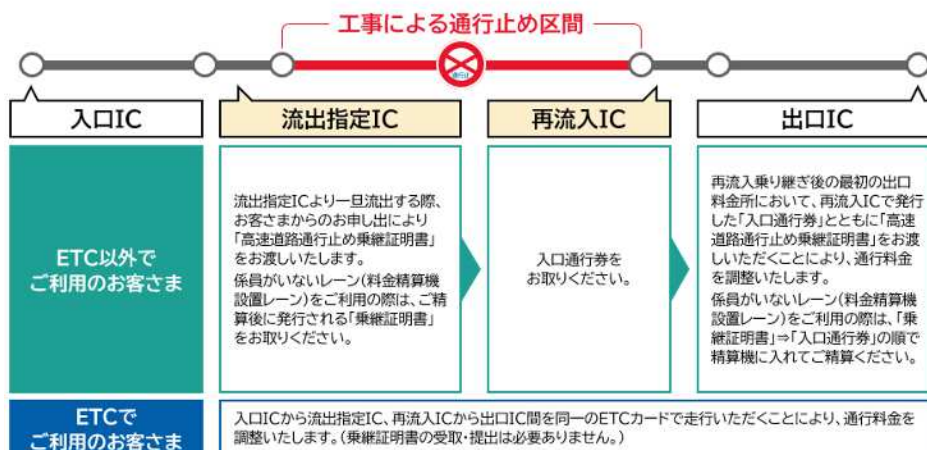 工事による通行止め区間
入口IC
流出指定IC
再流入IC
出口IC
ETC以外で
ご利用のお客さま
流出指定ICより一旦流出する際、
お客さまからのお申し出により
「高速道路通行止め乗継証明書」
をお渡しいたします。
係員がいないレーン(料金精算機
設置レーン)をご利用の際は、ご精
算後に発行される「乗継証明書」
をお取りください。
入口通行券を
お取りください。
再流入乗り継ぎ後の最初の出口
料金所において、再流入ICで発行
した「入口通行券」とともに「高速
道路通行止め乗継証明書」をお渡
しいただくことにより、通行料金
を調整いたします。
係員がいないレーン(料金精算機
設置レーン)をご利用の際は、「乗
継証明書」⇒「入口通行券」の順で
精算機に入れてご精算ください。
ETCで
ご利用のお客さま
入口ICから流出指定IC、再流入ICから出口IC間を同一のETCカードで走行いただくことにより、通行料金を
調整いたします。(乗継証明書の受取・提出は必要ありません。)